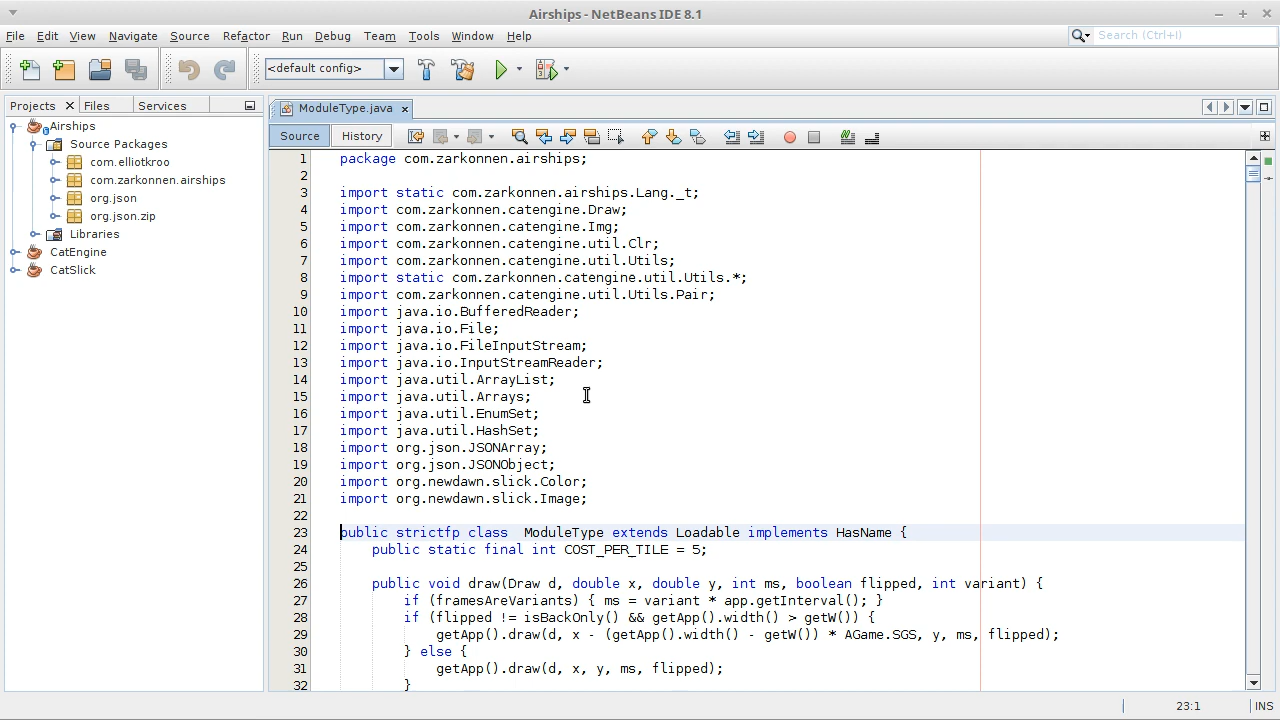 Airships - NetBeans IDE 8.1
File Edit View Navigate Source Refactor Run Debug Team Tools Window Help
Search (Ctrl+I)
<default config>
Projects Files Services
Airships
Source Packages
com.elliotkroo
com.zarkonnen.airships
org.json
org.json.zip
Libraries
CatEngine
CatSlick
ModuleType.java
Source History
1 package com.zarkonnen.airships;
2
3 import static com.zarkonnen.airships.Lang._t;
4 import com.zarkonnen.catengine.Draw;
5 import com.zarkonnen.catengine.Img;
6 import com.zarkonnen.catengine.util.Clr;
7 import com.zarkonnen.catengine.util.Utils;
8 import static com.zarkonnen.catengine.util.Utils.*;
9 import com.zarkonnen.catengine.util.Utils.Pair;
10 import java.io.BufferedReader;
11 import java.io.File;
12 import java.io.FileInputStream;
13 import java.io.InputStreamReader;
14 import java.util.ArrayList;
15 import java.util.Arrays;
16 import java.util.EnumSet;
17 import java.util.HashSet;
18 import org.json.JSONArray;
19 import org.json.JSONObject;
20 import org.newdawn.slick.Color;
21 import org.newdawn.slick.Image;
22
23 public strictfp class  ModuleType extends Loadable implements HasName {
24     public static final int COST_PER_TILE = 5;
25
26     public void draw(Draw d, double x, double y, int ms, boolean flipped, int variant) {
27         if (framesAreVariants) { ms = variant * app.getInterval(); }
28         if (flipped != isBackOnly() && getApp().width() > getW()) {
29             getApp().draw(d, x - (getApp().width() - getW()) * AGame.SGS, y, ms, flipped);
30         } else {
31             getApp().draw(d, x, y, ms, flipped);
32         }
23:1 INS